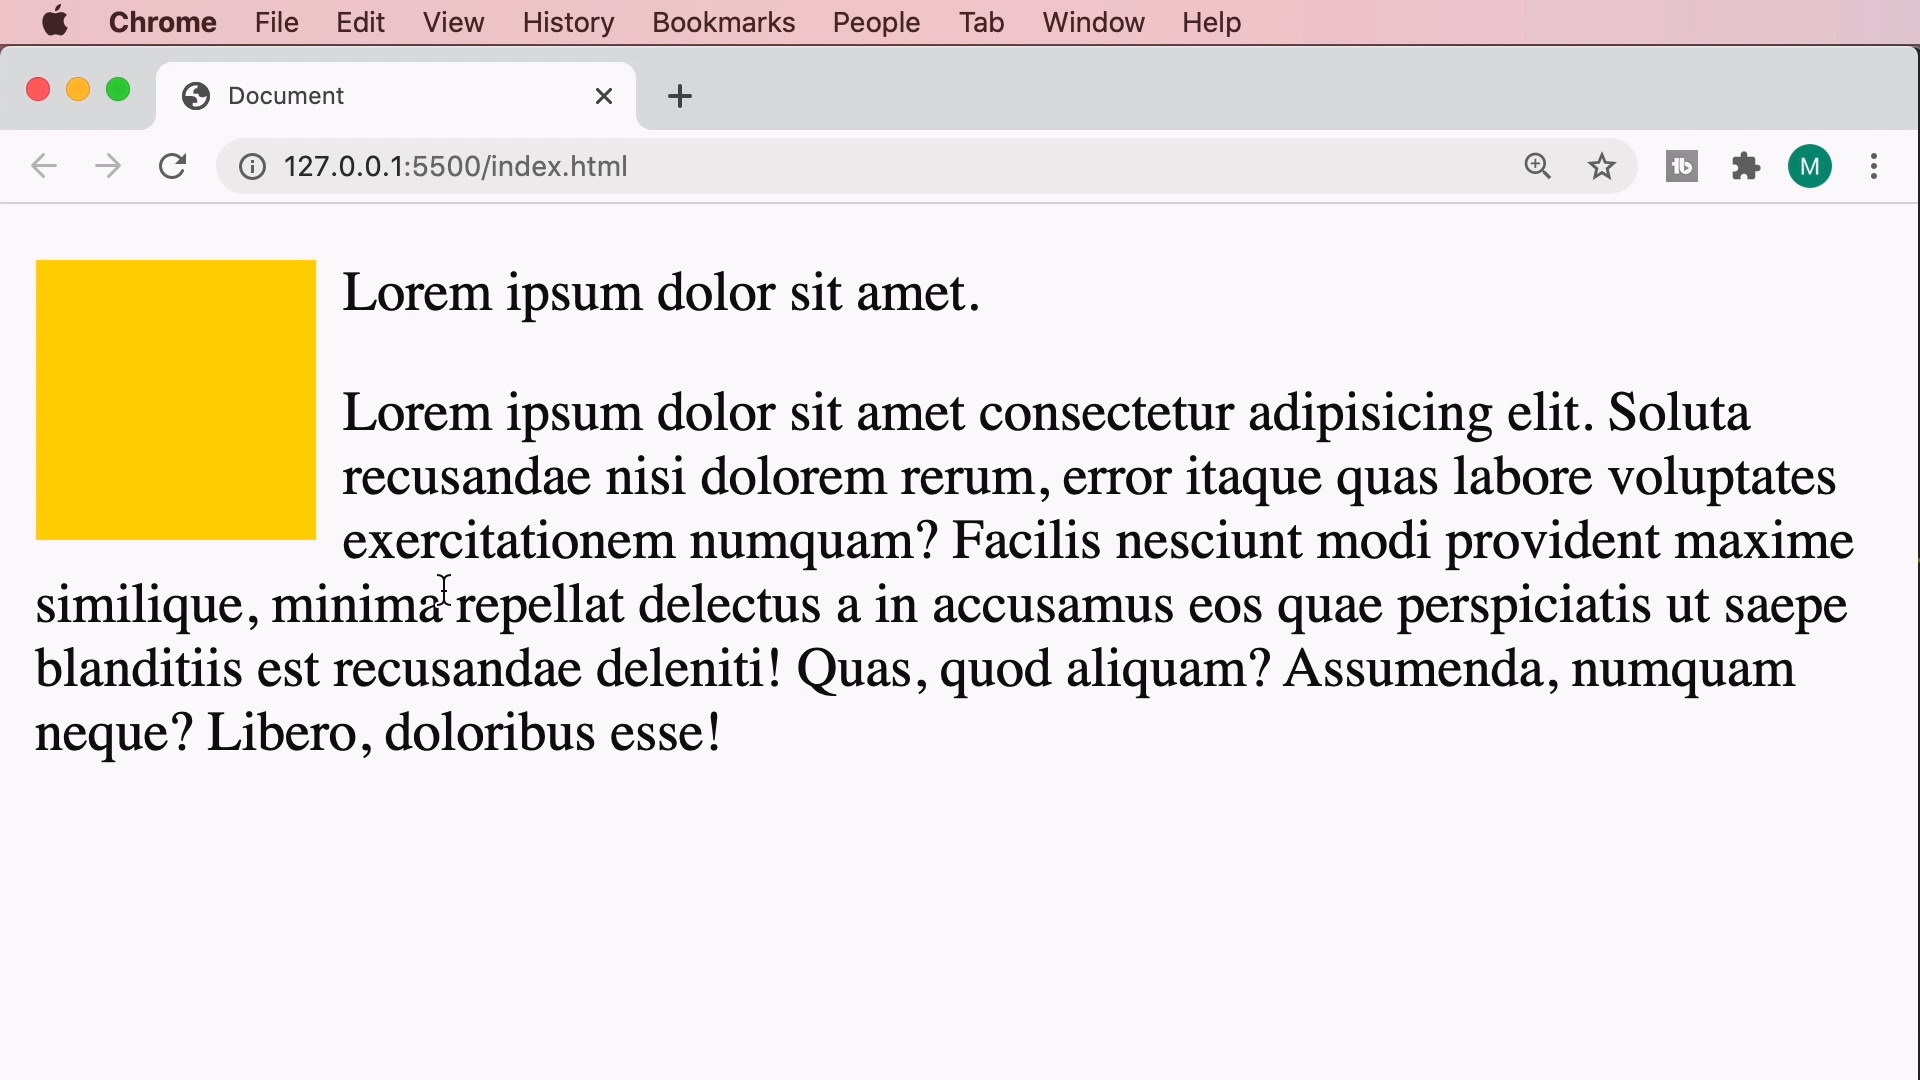 Chrome File Edit View History Bookmarks People Tab Window Help
Document
127.0.0.1:5500/index.html
tb
M
Lorem ipsum dolor sit amet.
Lorem ipsum dolor sit amet consectetur adipisicing elit. Soluta
recusandae nisi dolorem rerum, error itaque quas labore voluptates
exercitationem numquam? Facilis nesciunt modi provident maxime
similique, minima repellat delectus a in accusamus eos quae perspiciatis ut saepe
blanditiis est recusandae deleniti! Quas, quod aliquam? Assumenda, numquam
neque? Libero, doloribus esse!